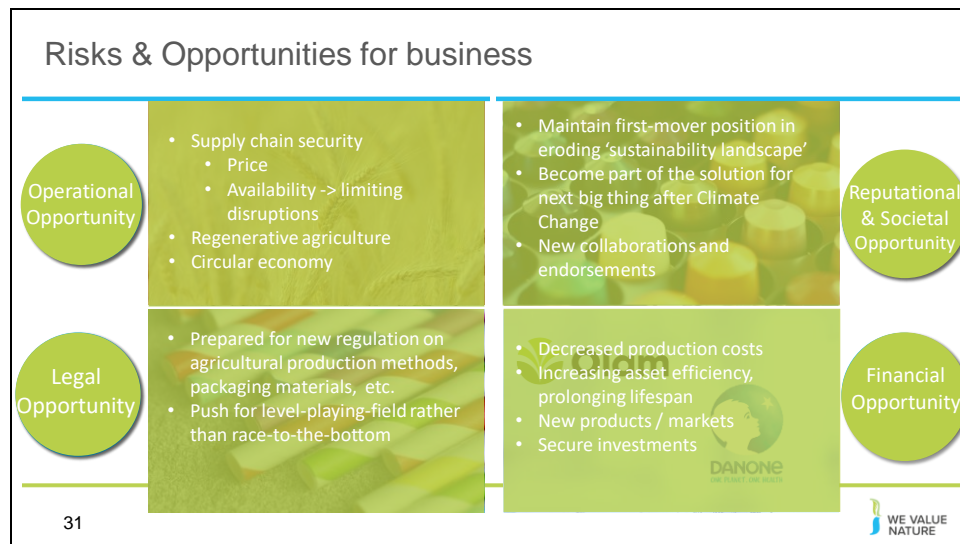 Risks & Opportunities for business
Operational
Opportunity
• Supply chain security
• Price
• Availability -> limiting
disruptions
• Regenerative agriculture
• Circular economy
• Maintain first-mover position in
eroding ‘sustainability landscape’
• Become part of the solution for
next big thing after Climate
Change
• New collaborations and
endorsements
Reputational
& Societal
Opportunity
Legal
Opportunity
• Prepared for new regulation on
agricultural production methods,
packaging materials, etc.
• Push for level-playing-field rather
than race-to-the-bottom
• Decreased production costs
• Increasing asset efficiency,
prolonging lifespan
• New products / markets
• Secure investments
olam
DANONE
ONE PLANET. ONE HEALTH
Financial
Opportunity
31
WE VALUE
NATURE